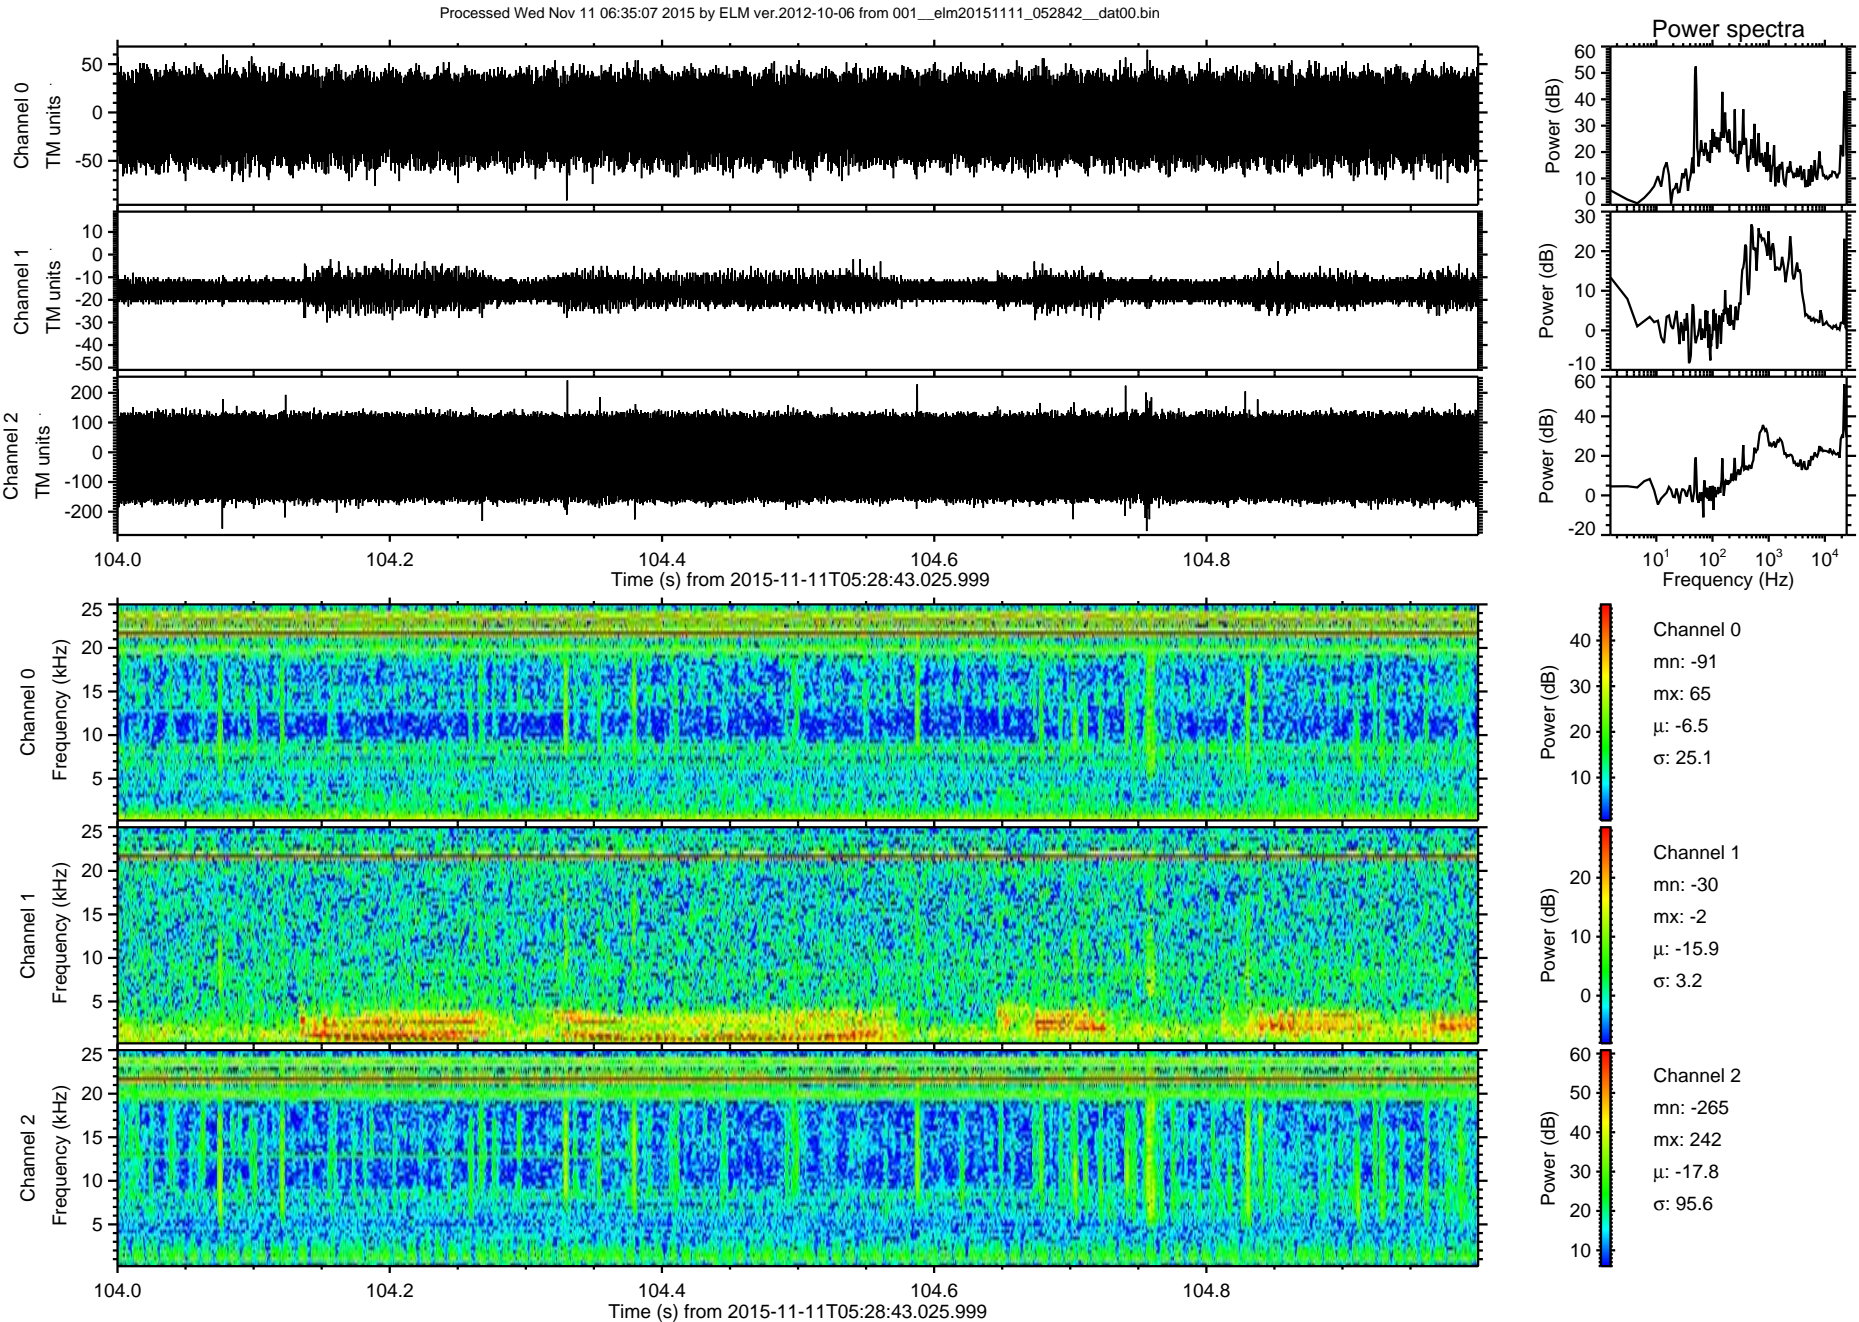 Processed Wed Nov 11 06:35:07 2015 by ELM ver.2012-10-06 from 001__elm20151111_052842__dat00.bin
Power spectra
Channel 0
TM units
50
0
-50
Power (dB)
60
50
40
30
20
10
0
Channel 1
TM units
10
0
-10
-20
-30
-40
-50
Power (dB)
30
20
10
0
-10
Channel 2
TM units
200
100
0
-100
-200
Power (dB)
60
40
20
0
-20
104.0 104.2 104.4 104.6 104.8
Time (s) from 2015-11-11T05:28:43.025.999
10^1 10^2 10^3 10^4
Frequency (Hz)
Channel 0
Frequency (kHz)
25
20
15
10
5
Power (dB)
40
30
20
10
Channel 0
mn: -91
mx: 65
μ: -6.5
σ: 25.1
Channel 1
Frequency (kHz)
25
20
15
10
5
Power (dB)
20
10
0
Channel 1
mn: -30
mx: -2
μ: -15.9
σ: 3.2
Channel 2
Frequency (kHz)
25
20
15
10
5
Power (dB)
60
50
40
30
20
10
Channel 2
mn: -265
mx: 242
μ: -17.8
σ: 95.6
104.0 104.2 104.4 104.6 104.8
Time (s) from 2015-11-11T05:28:43.025.999